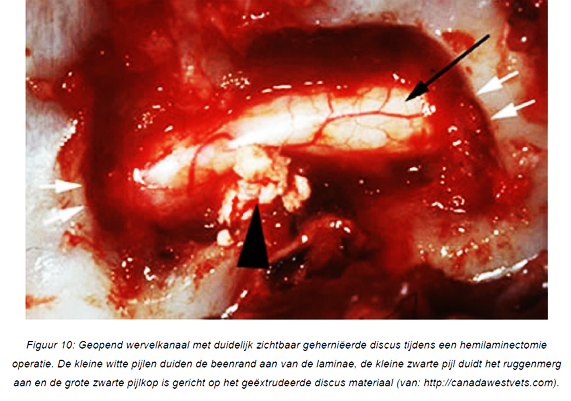 Figuur 10: Geopend wervelkanaal met duidelijk zichtbaar geherniëerde discus tijdens een hemilaminectomie
operatie. De kleine witte pijlen duiden de beenrand aan van de laminae, de kleine zwarte pijl duidt het ruggenmerg
aan en de grote zwarte pijlkop is gericht op het geëxtrudeerde discus materiaal (van: http://canadawestvets.com).